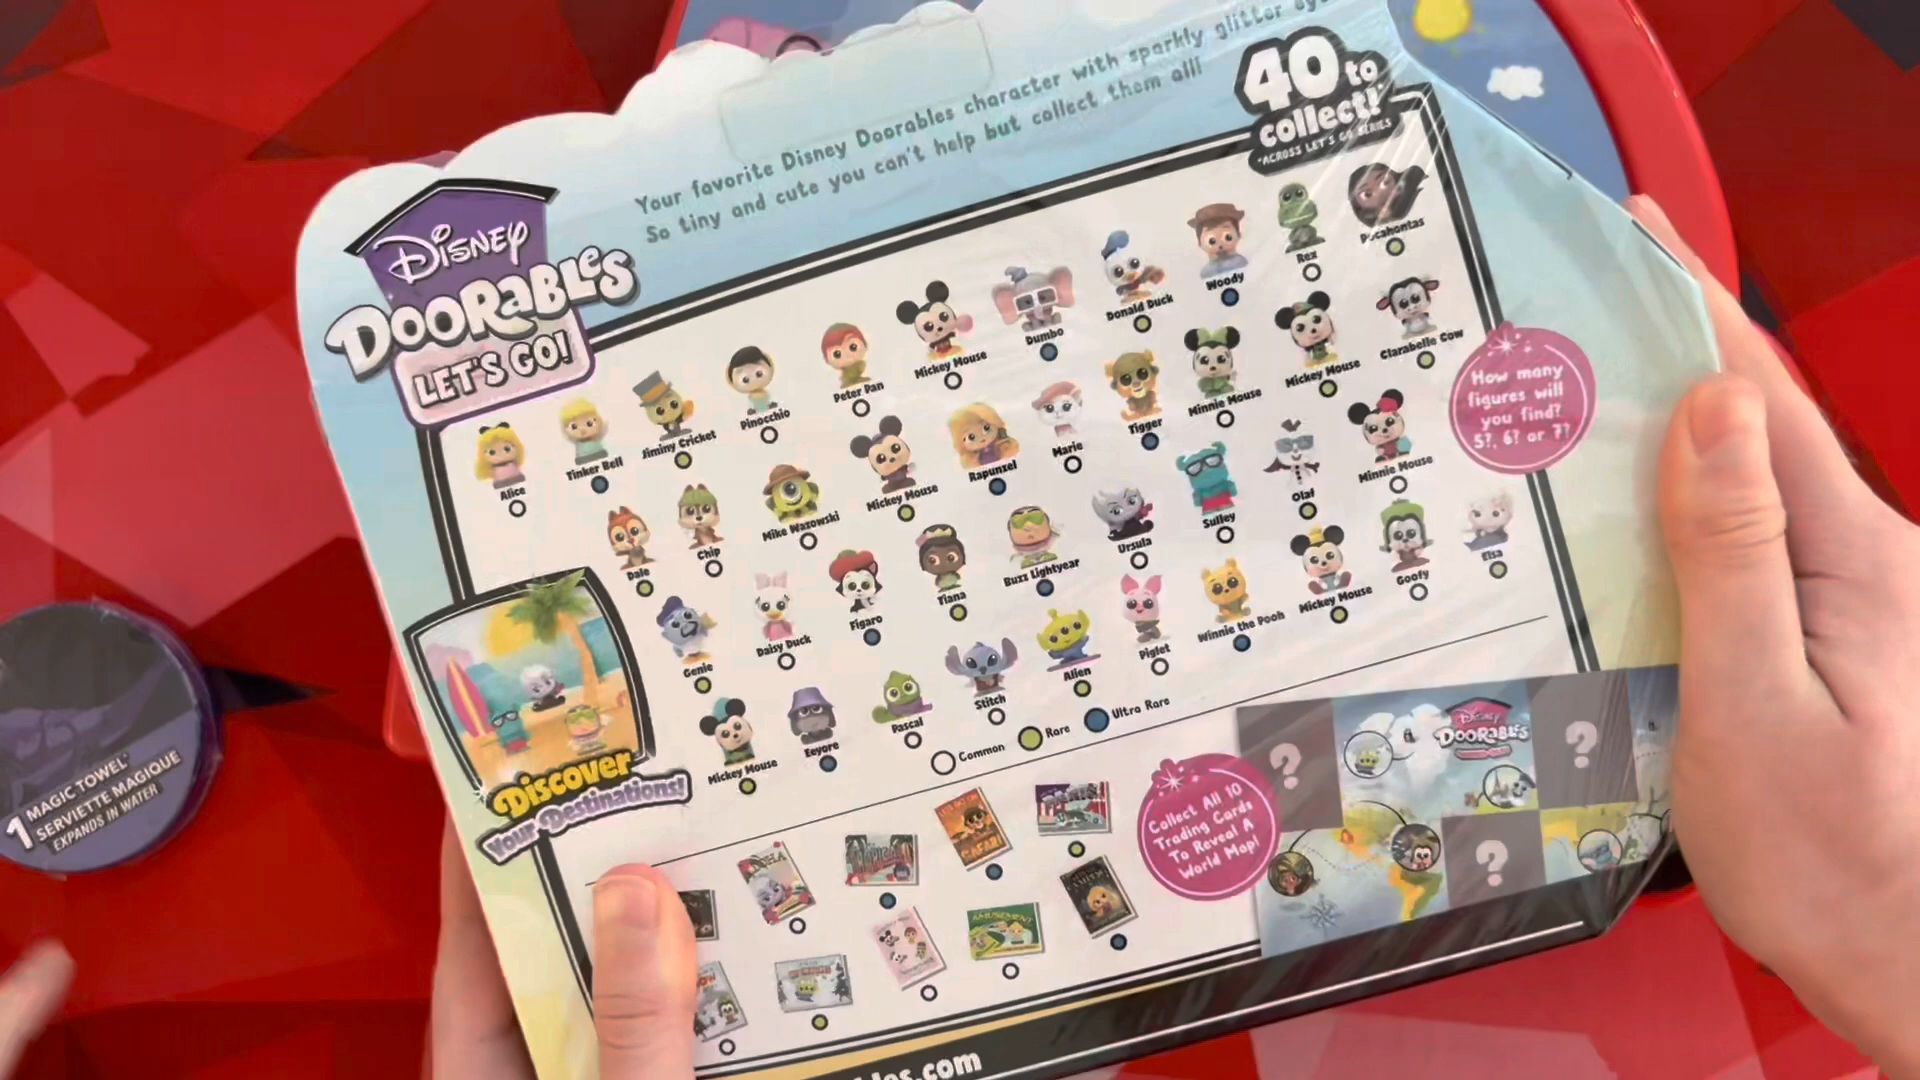 Your favorite Disney Doorables character with sparkly glitter
So tiny and cute you can't help but collect them all!
40 to
collect!*
*ACROSS LET'S GO SERIES
DISNEY
DOORABLES
LET'S GO!
Alice
Tinker Bell
Jiminy Cricket
Pinocchio
Peter Pan
Mickey Mouse
Dumbo
Donald Duck
Woody
Rex
Pocahontas
Dale
Chip
Mike Wazowski
Mickey Mouse
Rapunzel
Marie
Tigger
Minnie Mouse
Mickey Mouse
Clarabelle Cow
Genie
Daisy Duck
Figaro
Tiana
Buzz Lightyear
Ursula
Sulley
Olaf
Minnie Mouse
Mickey Mouse
Eeyore
Pascal
Stitch
Alien
Piglet
Winnie the Pooh
Mickey Mouse
Goofy
Elsa
How many
figures will
you find?
5?, 6? or 7?
Common
Rare
Ultra Rare
Discover
Your Destinations!
SAFARI
AMUSEMENT
Collect All 10
Trading Cards
To Reveal A
World Map!
?
Disney
DOORABLES
?
?
1 MAGIC TOWEL*
SERVIETTE MAGIQUE
EXPANDS IN WATER
.com